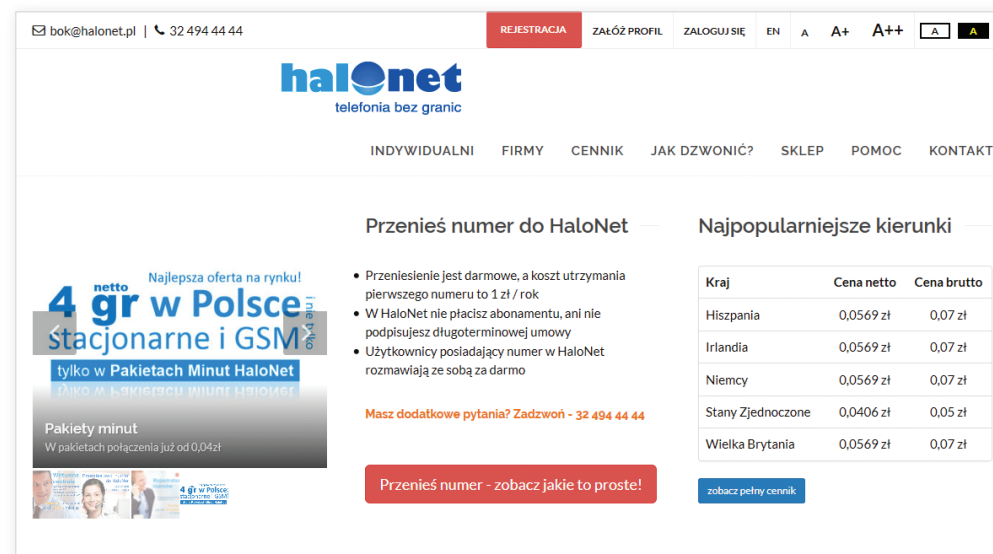 bok@halonet.pl | 32 494 44 44
REJESTRACJA
ZAŁÓŻ PROFIL
ZALOGUJ SIĘ
EN
A
A+
A++
A
A
halonet
telefonia bez granic
INDYWIDUALNI
FIRMY
CENNIK
JAK DZWONIĆ?
SKLEP
POMOC
KONTAKT
Najlepsza oferta na rynku!
4 gr netto w Polsce
i nie tylko
stacjonarne i GSM
tylko w Pakietach Minut HaloNet
Pakiety minut
W pakietach połączenia już od 0,04zł
4 gr w Polsce
stacjonarne i GSM
Przenieś numer do HaloNet
Przeniesienie jest darmowe, a koszt utrzymania
pierwszego numeru to 1 zł / rok
W HaloNet nie płacisz abonamentu, ani nie
podpisujesz długoterminowej umowy
Użytkownicy posiadający numer w HaloNet
rozmawiają ze sobą za darmo
Masz dodatkowe pytania? Zadzwoń - 32 494 44 44
Przenieś numer - zobacz jakie to proste!
Najpopularniejsze kierunki
Kraj Cena netto Cena brutto
Hiszpania 0,0569 zł 0,07 zł
Irlandia 0,0569 zł 0,07 zł
Niemcy 0,0569 zł 0,07 zł
Stany Zjednoczone 0,0406 zł 0,05 zł
Wielka Brytania 0,0569 zł 0,07 zł
zobacz pełny cennik